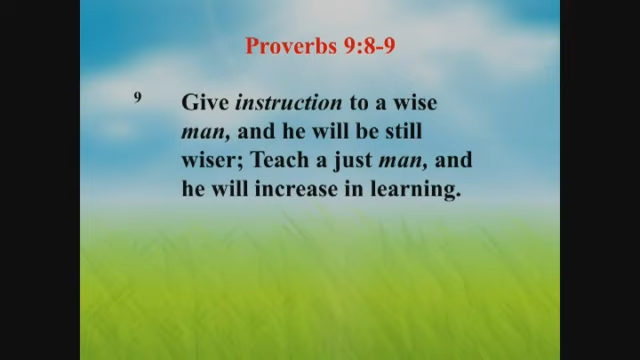 Proverbs 9:8-9
9 Give instruction to a wise
man, and he will be still
wiser; Teach a just man, and
he will increase in learning.